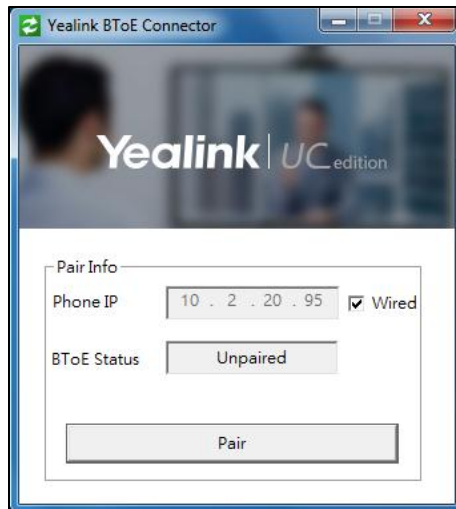 Yealink BToE Connector
Yealink | UC edition
Pair Info
Phone IP 10 . 2 . 20 . 95 Wired
BToE Status Unpaired
Pair